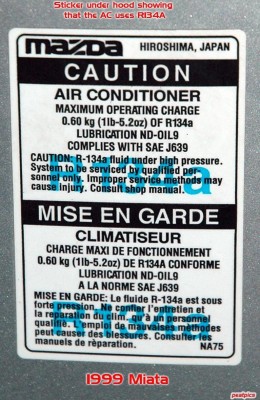 Sticker under hood showing
that the AC uses R134A
mazda HIROSHIMA, JAPAN
CAUTION
AIR CONDITIONER
MAXIMUM OPERATING CHARGE
0.60 kg (1lb-5.2oz) OF R134a
LUBRICATION ND-OIL9
COMPLIES WITH SAE J639
CAUTION: R-134a fluid under high pressure.
System to be serviced by qualified per-
sonnel only. Improper service methods may
cause injury. Consult shop manual.
R134a
MISE EN GARDE
CLIMATISEUR
CHARGE MAXI DE FONCTIONNEMENT
0.60 kg (1lb-5.2oz) DE R134A CONFORME
LUBRICATION ND-OIL9
A LA NORME SAE J639
MISE EN GARDE: Le fluide R-134a est sous
forte pression. Ne confier l'entretien et
la reparation du clim. qu'a un personnel
qualifié. L'emploi de mauvaises méthodes
peut causer des blessures. Consulter les
manuels de rèparation. NA75
R134a
1999 Miata
peatpics